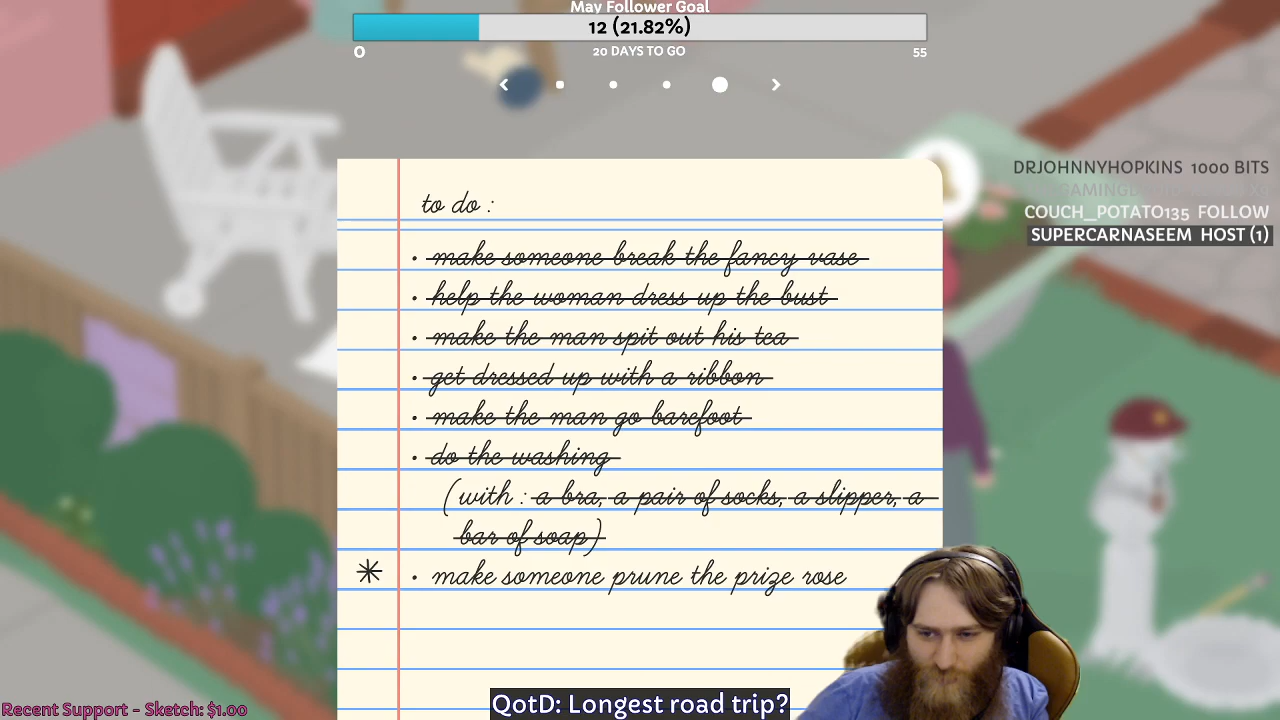 May Follower Goal
12 (21.82%)
0 20 DAYS TO GO 55
DRJOHNNYHOPKINS 1000 BITS
COUCH_POTATO135 FOLLOW
SUPERCARNASEEM HOST (1)
to do :
• make someone break the fancy vase
• help the woman dress up the bust
• make the man spit out his tea
• get dressed up with a ribbon
• make the man go barefoot
• do the washing
(with : a bra, a pair of socks, a slipper, a
bar of soap)
• make someone prune the prize rose
QotD: Longest road trip?
Recent Support - Sketch: $1.00